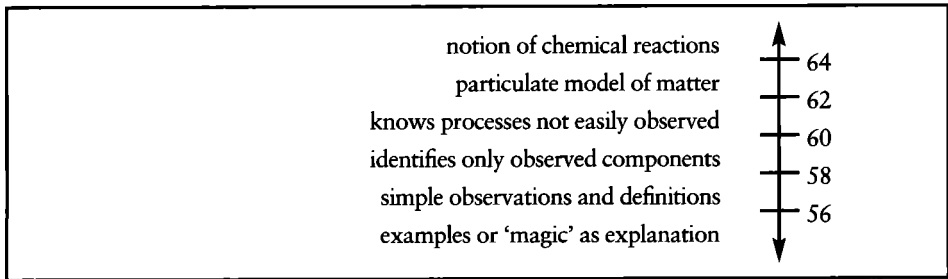 notion of chemical reactions
64
particulate model of matter
62
knows processes not easily observed
60
identifies only observed components
58
simple observations and definitions
56
examples or ‘magic’ as explanation